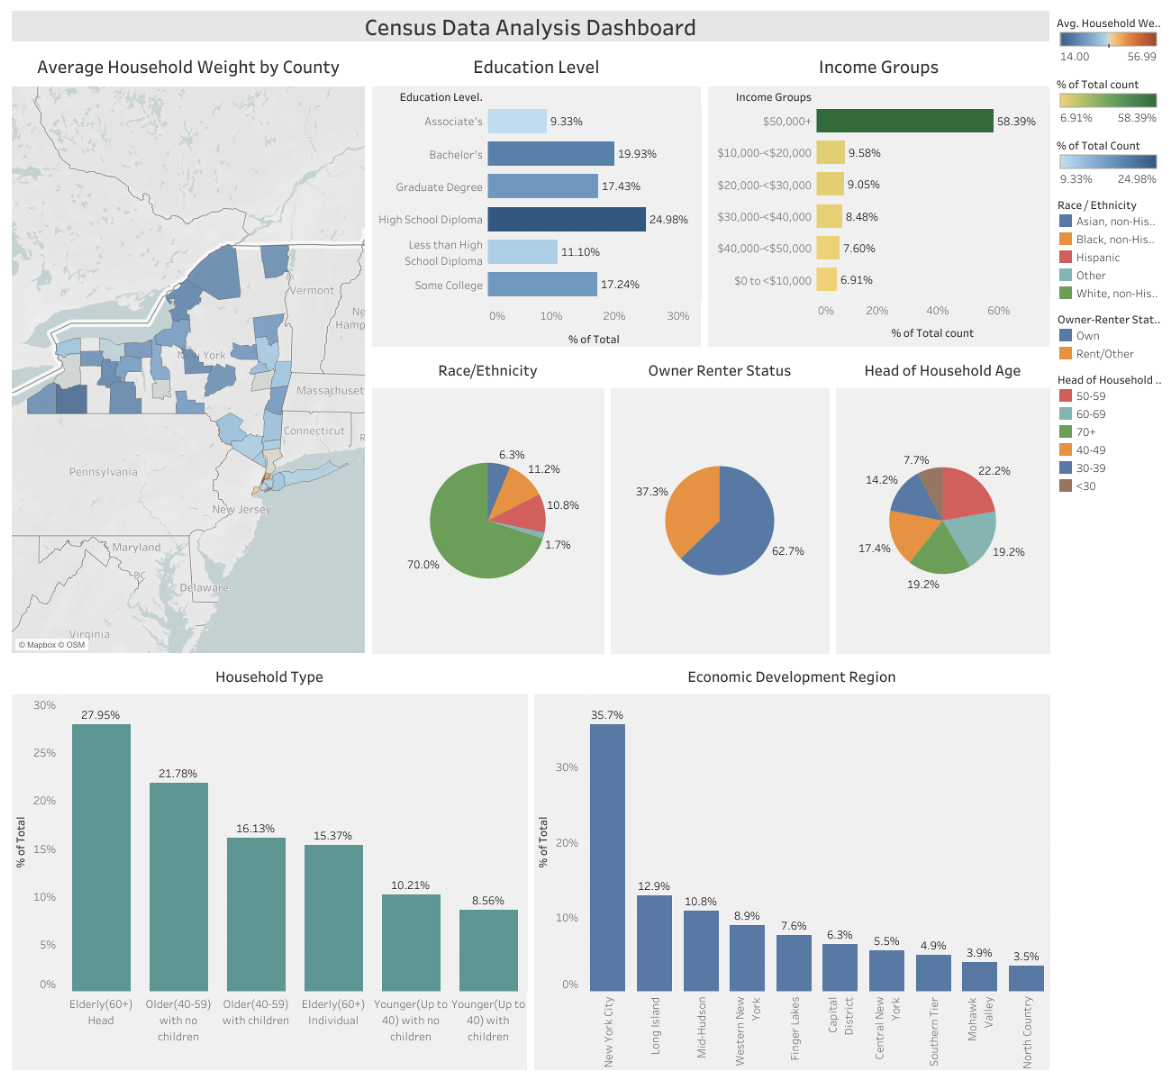 Census Data Analysis Dashboard
Average Household Weight by County
Vermont
New York
Massachuset
Connecticut
Pennsylvania
New Jersey
Maryland
DC
Delaware
Virginia
© Mapbox © OSM
Education Level
Education Level.
Associate's
9.33%
Bachelor's
19.93%
Graduate Degree
17.43%
High School Diploma
24.98%
Less than High
School Diploma
11.10%
Some College
17.24%
0% 10% 20% 30%
% of Total
Income Groups
Income Groups
$50,000+
58.39%
$10,000-<$20,000
9.58%
$20,000-<$30,000
9.05%
$30,000-<$40,000
8.48%
$40,000-<$50,000
7.60%
$0 to <$10,000
6.91%
0% 20% 40% 60%
% of Total count
Race/Ethnicity
6.3%
11.2%
10.8%
1.7%
70.0%
Owner Renter Status
37.3%
62.7%
Head of Household Age
7.7%
22.2%
14.2%
17.4%
19.2%
19.2%
Household Type
% of Total
30%
25%
20%
15%
10%
5%
0%
27.95%
21.78%
16.13%
15.37%
10.21%
8.56%
Elderly(60+)
Head
Older(40-59)
with no
children
Older(40-59)
with children
Elderly(60+)
Individual
Younger(Up to
40) with no
children
Younger(Up to
40) with
children
Economic Development Region
% of Total
30%
20%
10%
0%
35.7%
12.9%
10.8%
8.9%
7.6%
6.3%
5.5%
4.9%
3.9%
3.5%
New York City
Long Island
Mid-Hudson
Western New
York
Finger Lakes
Capital
District
Central New
York
Southern Tier
Mohawk
Valley
North Country
Avg. Household We..
14.00 56.99
% of Total count
6.91% 58.39%
% of Total Count
9.33% 24.98%
Race / Ethnicity
Asian, non-His..
Black, non-His..
Hispanic
Other
White, non-His..
Owner-Renter Stat..
Own
Rent/Other
Head of Household ..
50-59
60-69
70+
40-49
30-39
<30